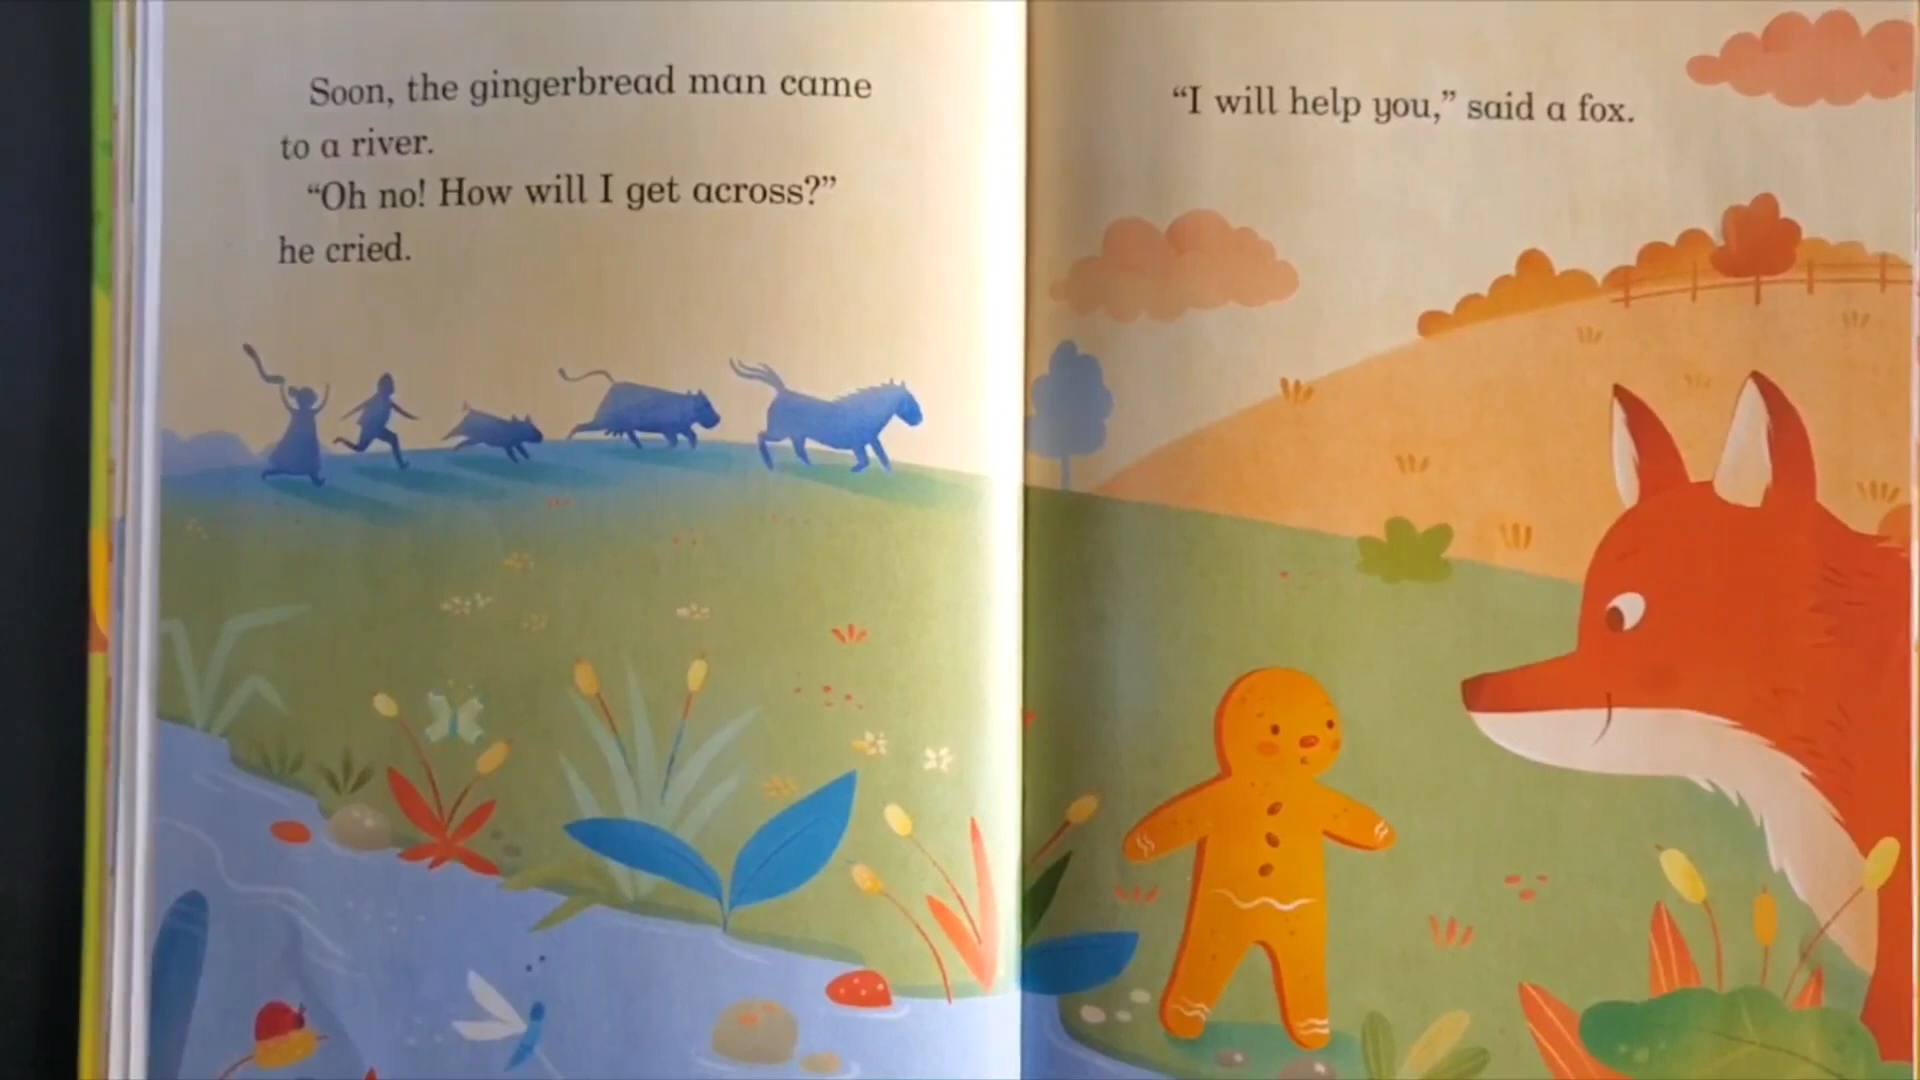 Soon, the gingerbread man came
to a river.
“Oh no! How will I get across?”
he cried.
“I will help you,” said a fox.